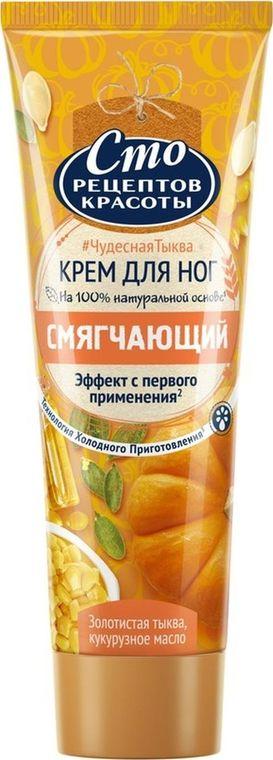 Сто
РЕЦЕПТОВ
КРАСОТЫ
#ЧудеснаяТыква
КРЕМ ДЛЯ НОГ
На 100% натуральной основе¹
СМЯГЧАЮЩИЙ
Эффект с первого
применения²
Технология Холодного Приготовления³
Золотистая тыква,
кукурузное масло